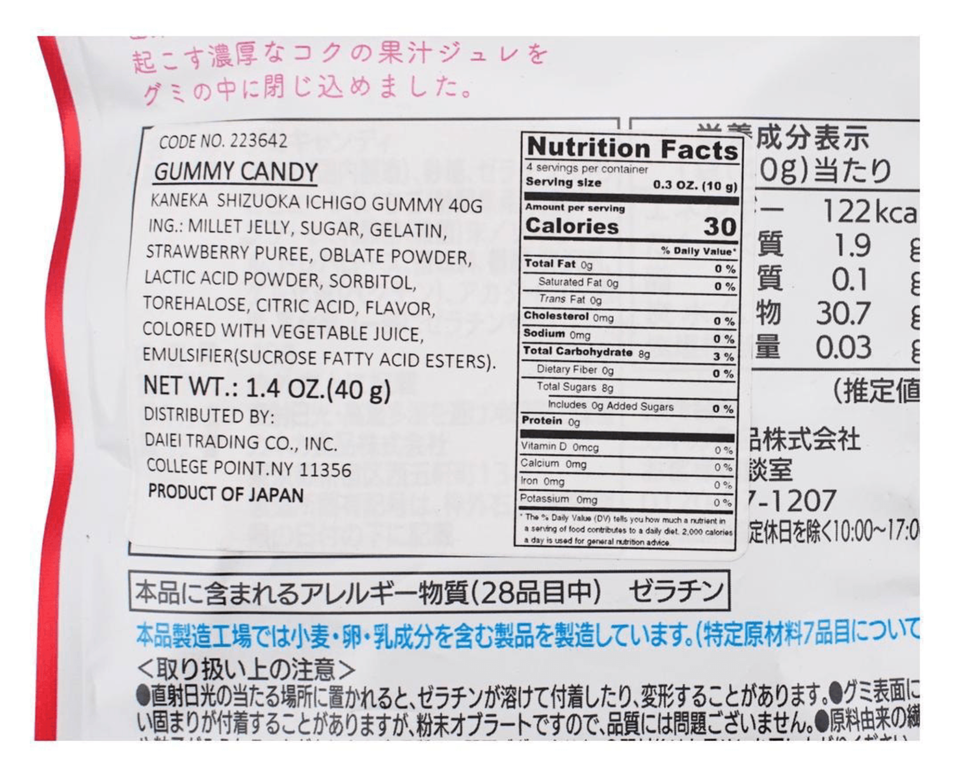 起こす濃厚なコクの果汁ジュレを
グミの中に閉じ込めました。
CODE NO. 223642
GUMMY CANDY
KANEKA SHIZUOKA ICHIGO GUMMY 40G
ING.: MILLET JELLY, SUGAR, GELATIN,
STRAWBERRY PUREE, OBLATE POWDER,
LACTIC ACID POWDER, SORBITOL,
TOREHALOSE, CITRIC ACID, FLAVOR,
COLORED WITH VEGETABLE JUICE,
EMULSIFIER(SUCROSE FATTY ACID ESTERS).
NET WT.: 1.4 OZ.(40 g)
DISTRIBUTED BY:
DAIEI TRADING CO., INC.
COLLEGE POINT.NY 11356
PRODUCT OF JAPAN
Nutrition Facts
4 servings per container
Serving size 0.3 OZ. (10 g)
Amount per serving
Calories 30
% Daily Value*
Total Fat 0g 0 %
Saturated Fat 0g 0 %
Trans Fat 0g
Cholesterol 0mg 0 %
Sodium 0mg 0 %
Total Carbohydrate 8g 3 %
Dietary Fiber 0g 0 %
Total Sugars 8g
Includes 0g Added Sugars 0 %
Protein 0g
Vitamin D 0mcg 0 %
Calcium 0mg 0 %
Iron 0mg 0 %
Potassium 0mg 0 %
* The % Daily Value (DV) tells you how much a nutrient in
a serving of food contributes to a daily diet. 2,000 calories
a day is used for general nutrition advice.
栄養成分表示
0g)当たり
ー 122kca
質 1.9 g
質 0.1 g
物 30.7 g
量 0.03 g
(推定値
品株式会社
談室
7-1207
定休日を除く10:00～17:0
本品に含まれるアレルギー物質(28品目中) ゼラチン
本品製造工場では小麦・卵・乳成分を含む製品を製造しています。(特定原材料7品目について
＜取り扱い上の注意＞
●直射日光の当たる場所に置かれると、ゼラチンが溶けて付着したり、変形することがあります。●グミ表面に
い固まりが付着することがありますが、粉末オブラートですので、品質には問題ございません。●原料由来の繊